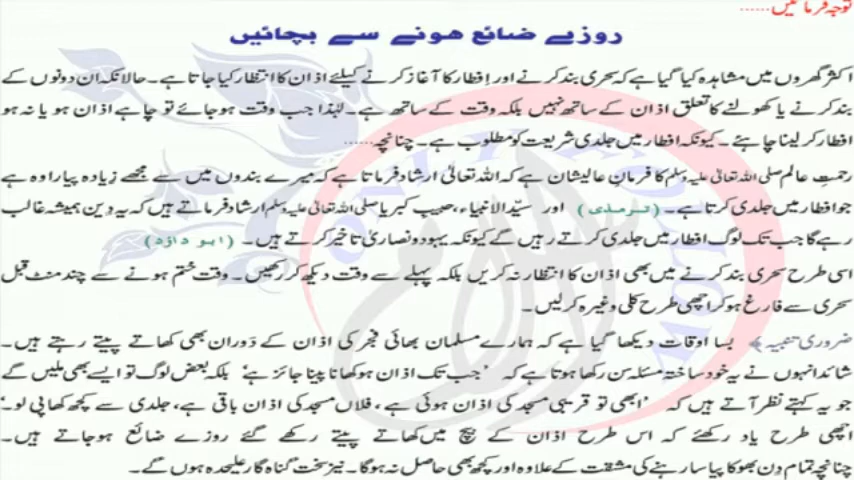 توجہ فرمائیں......
روزے ضائع ہونے سے بچائیں
اکثر گھروں میں مشاہدہ کیا گیا ہے کہ سحری بند کرنے اور افطار کا آغاز کرنے کیلئے اذان کا انتظار کیا جاتا ہے۔ حالانکہ ان دونوں کے
بند کرنے یا کھولنے کا تعلق اذان کے ساتھ نہیں بلکہ وقت کے ساتھ ہے۔ لہٰذا جب وقت ہو جائے تو چاہے اذان ہو یا نہ ہو
افطار کر لینا چاہئے۔ کیونکہ افطار میں جلدی شریعت کو مطلوب ہے۔ چنانچہ......
رحمتِ عالم صلی اللہ تعالیٰ علیہ وسلم کا فرمانِ عالیشان ہے کہ اللہ تعالیٰ ارشاد فرماتا ہے کہ میرے بندوں میں سے مجھے زیادہ پیارا وہ ہے
جو افطار میں جلدی کرتا ہے۔ (ترمذی) اور سیّد الانبیاء، حبیب کبریا صلی اللہ تعالیٰ علیہ وسلم ارشاد فرماتے ہیں کہ یہ دین ہمیشہ غالب
رہے گا جب تک لوگ افطار میں جلدی کرتے رہیں گے کیونکہ یہود و نصاریٰ تاخیر کرتے ہیں۔ (ابو داؤد)
اسی طرح سحری بند کرنے میں بھی اذان کا انتظار نہ کریں بلکہ پہلے سے وقت دیکھ کر رکھیں۔ وقت ختم ہونے سے چند منٹ قبل
سحری سے فارغ ہو کر اچھی طرح کلی وغیرہ کر لیں۔
ضروری تنبیہ﴾ بسا اوقات دیکھا گیا ہے کہ ہمارے مسلمان بھائی فجر کی اذان کے دَوران بھی کھاتے پیتے رہتے ہیں۔
شائد انہوں نے یہ خود ساختہ مسئلہ سن رکھا ہوتا ہے کہ ’جب تک اذان ہو کھانا پینا جائز ہے‘ بلکہ بعض لوگ تو ایسے بھی ملیں گے
جو یہ کہتے نظر آتے ہیں کہ ’ابھی تو قریبی مسجد کی اذان ہوئی ہے، فلاں مسجد کی اذان باقی ہے، جلدی سے کچھ کھا پی لو۔‘
اچھی طرح یاد رکھئے کہ اس طرح اذان کے بیچ میں کھاتے پیتے رکھے گئے روزے ضائع ہو جاتے ہیں۔
چنانچہ تمام دِن بھوکا پیاسا رہنے کی مشقت کے علاوہ اور کچھ بھی حاصل نہ ہوگا۔ نیز سخت گناہ گار علیحدہ ہوں گے۔